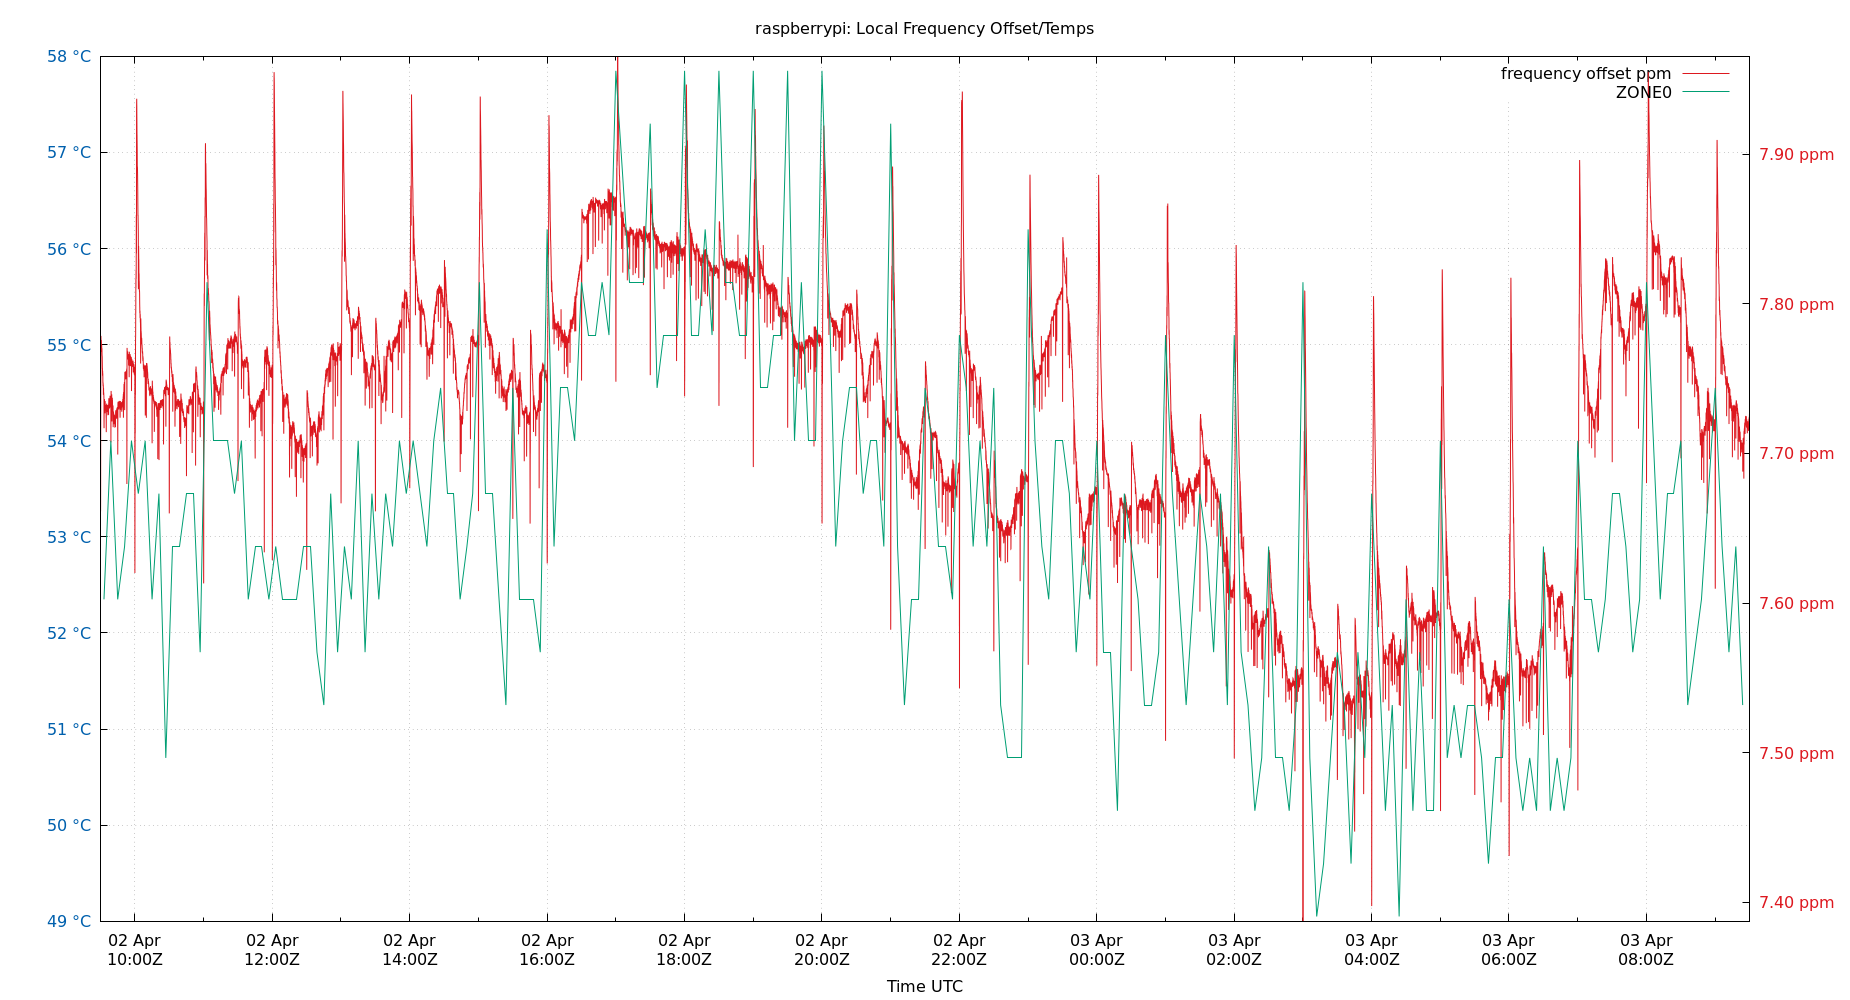 raspberrypi: Local Frequency Offset/Temps
58 °C
57 °C
56 °C
55 °C
54 °C
53 °C
52 °C
51 °C
50 °C
49 °C
frequency offset ppm
ZONE0
7.90 ppm
7.80 ppm
7.70 ppm
7.60 ppm
7.50 ppm
7.40 ppm
02 Apr 02 Apr 02 Apr 02 Apr 02 Apr 02 Apr 02 Apr 03 Apr 03 Apr 03 Apr 03 Apr 03 Apr
10:00Z 12:00Z 14:00Z 16:00Z 18:00Z 20:00Z 22:00Z 00:00Z 02:00Z 04:00Z 06:00Z 08:00Z
Time UTC